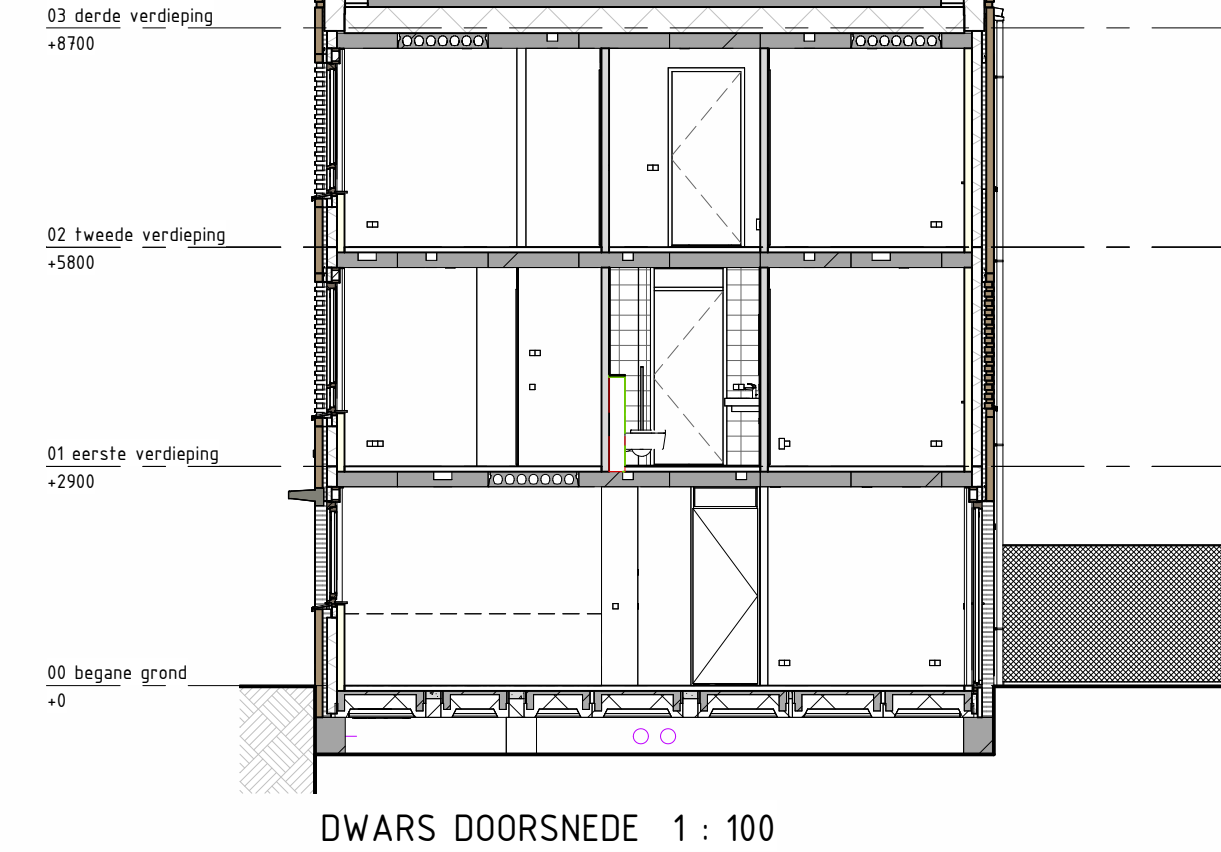 03 derde verdieping
+8700
02 tweede verdieping
+5800
01 eerste verdieping
+2900
00 begane grond
+0
DWARS DOORSNEDE 1 : 100